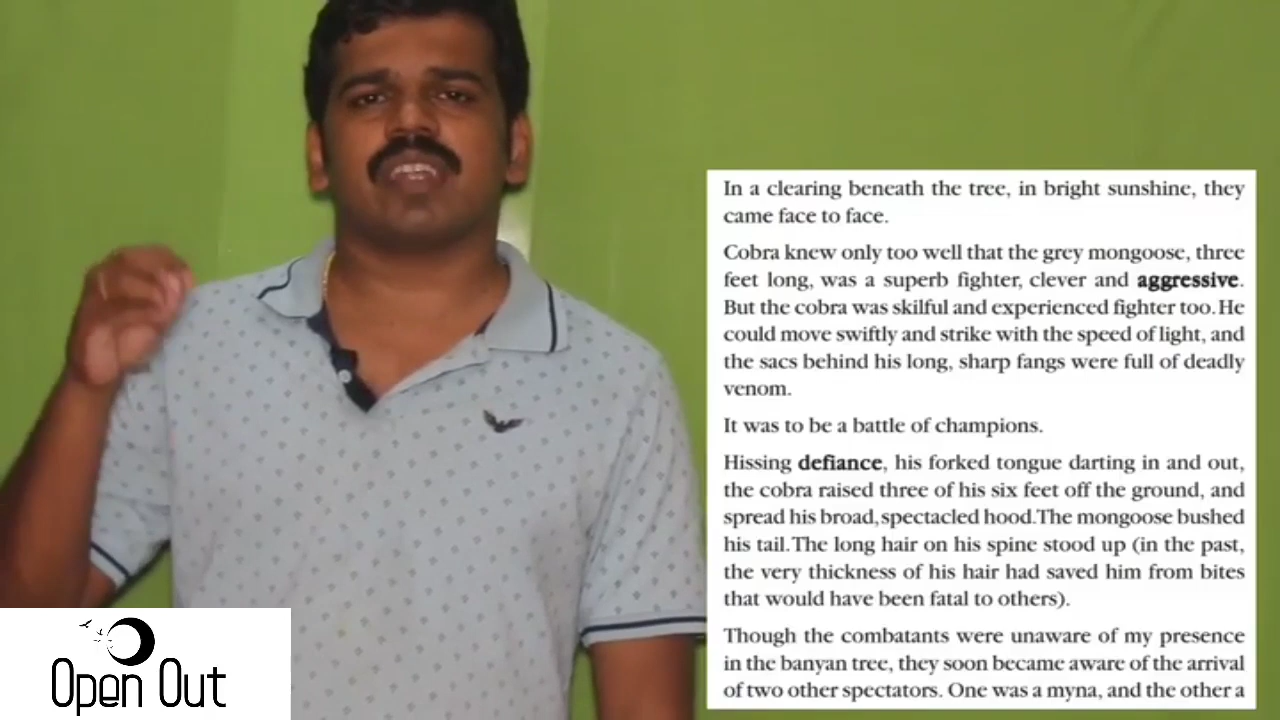 In a clearing beneath the tree, in bright sunshine, they
came face to face.
Cobra knew only too well that the grey mongoose, three
feet long, was a superb fighter, clever and aggressive.
But the cobra was skilful and experienced fighter too. He
could move swiftly and strike with the speed of light, and
the sacs behind his long, sharp fangs were full of deadly
venom.
It was to be a battle of champions.
Hissing defiance, his forked tongue darting in and out,
the cobra raised three of his six feet off the ground, and
spread his broad, spectacled hood. The mongoose bushed
his tail. The long hair on his spine stood up (in the past,
the very thickness of his hair had saved him from bites
that would have been fatal to others).
Though the combatants were unaware of my presence
in the banyan tree, they soon became aware of the arrival
of two other spectators. One was a myna, and the other a
Open Out